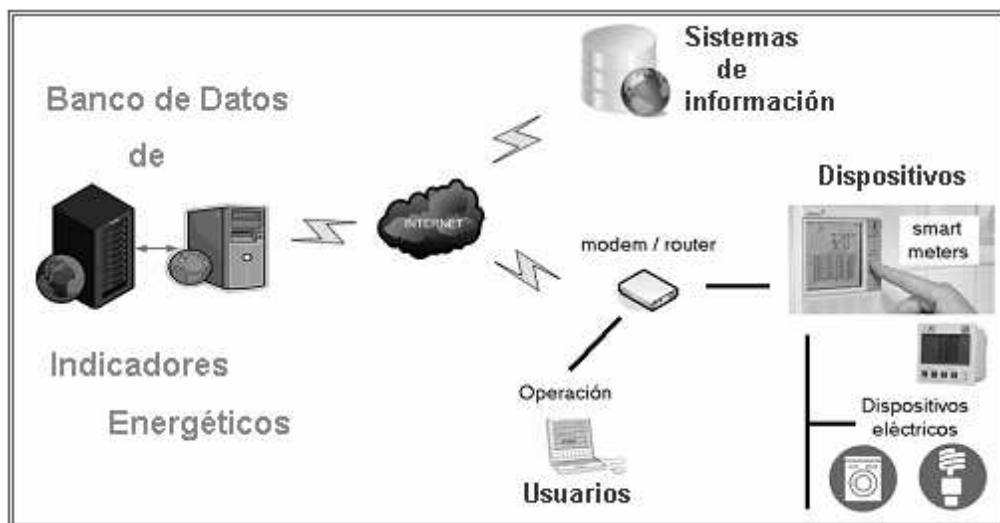 Banco de Datos
de
Indicadores
Energéticos
INTERNET
Sistemas
de
información
modem / router
Operación
Usuarios
Dispositivos
smart
meters
Dispositivos
eléctricos